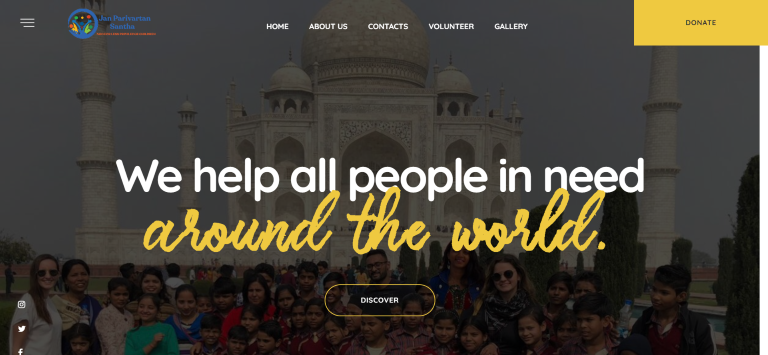 Jan Parivartan
Sanstha
HOME
ABOUT US
CONTACTS
VOLUNTEER
GALLERY
DONATE
We help all people in need
around the world.
DISCOVER